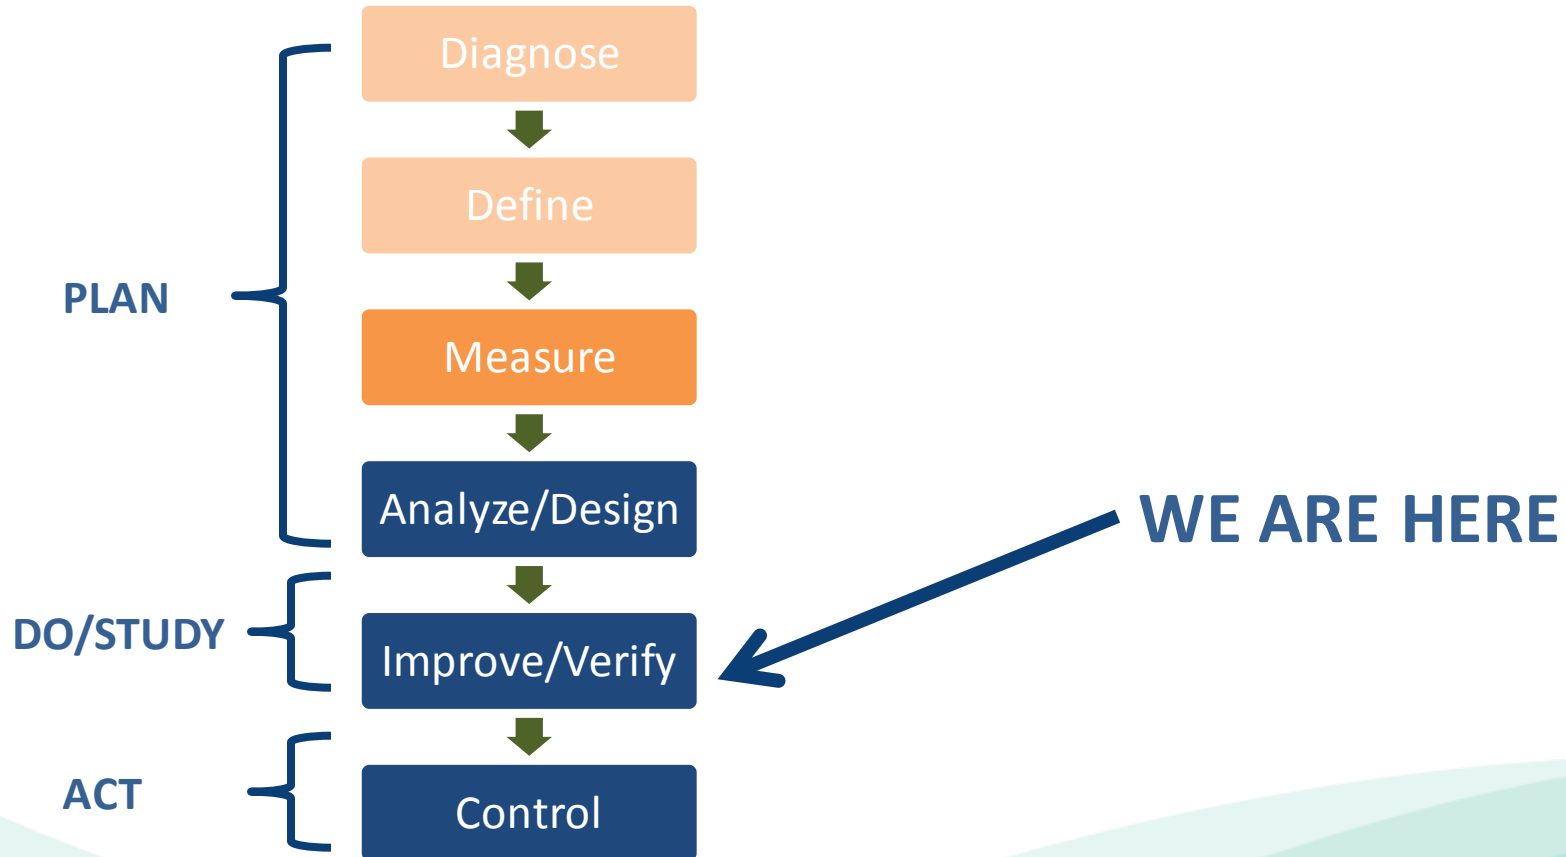 Diagnose
Define
PLAN
Measure
Analyze/Design
WE ARE HERE
DO/STUDY
Improve/Verify
ACT
Control